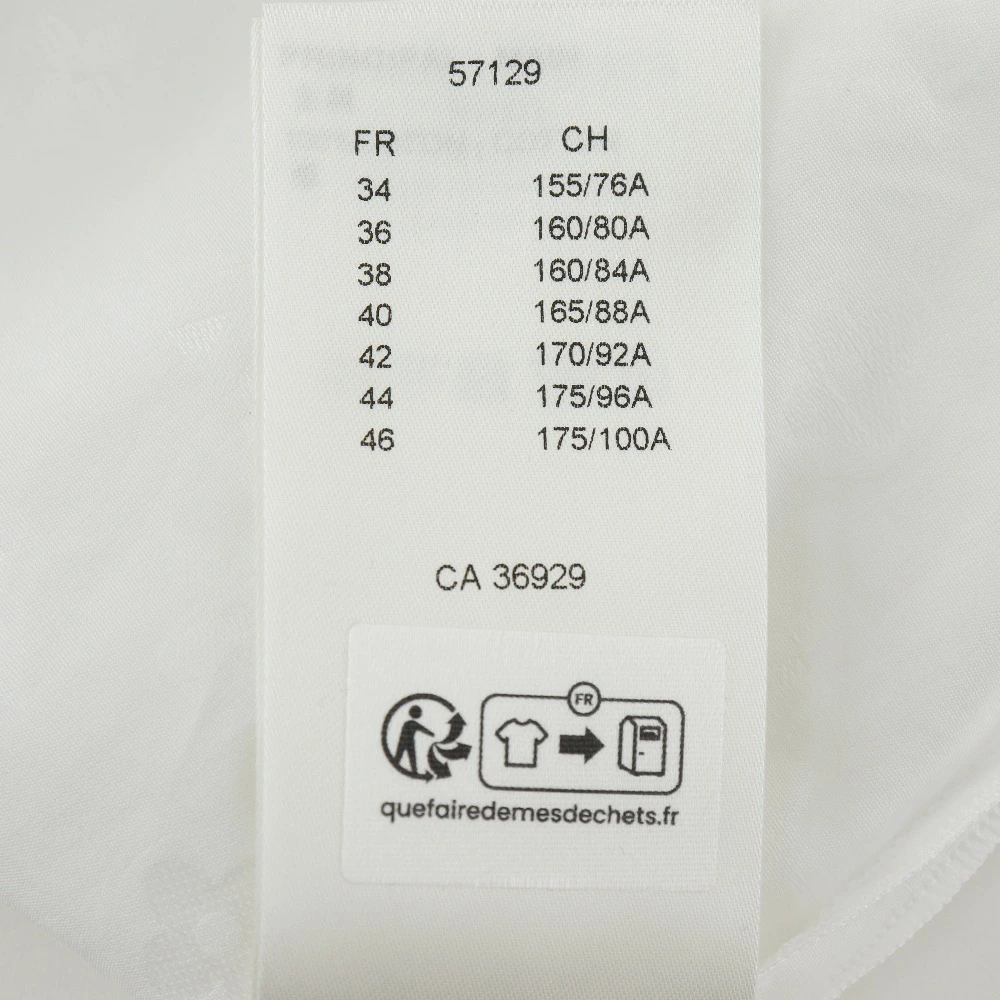 57129
FR CH
34 155/76A
36 160/80A
38 160/84A
40 165/88A
42 170/92A
44 175/96A
46 175/100A
CA 36929
FR
quefairedemesdechets.fr